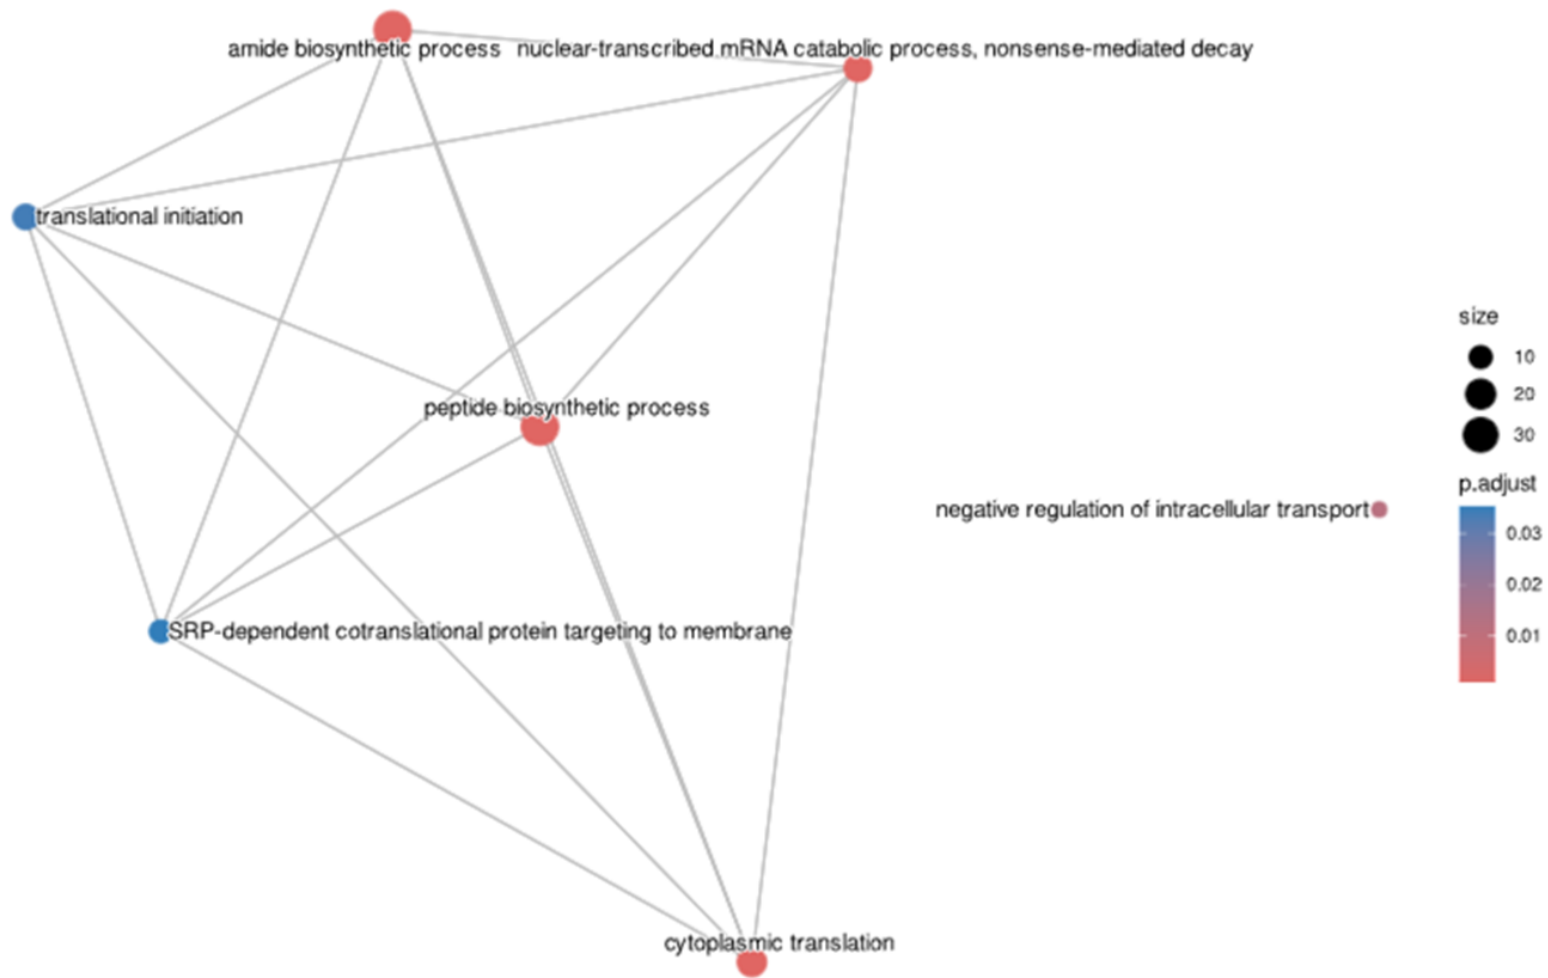 amide biosynthetic process
nuclear-transcribed mRNA catabolic process, nonsense-mediated decay
translational initiation
peptide biosynthetic process
negative regulation of intracellular transport
SRP-dependent cotranslational protein targeting to membrane
cytoplasmic translation
size
10
20
30
p.adjust
0.03
0.02
0.01